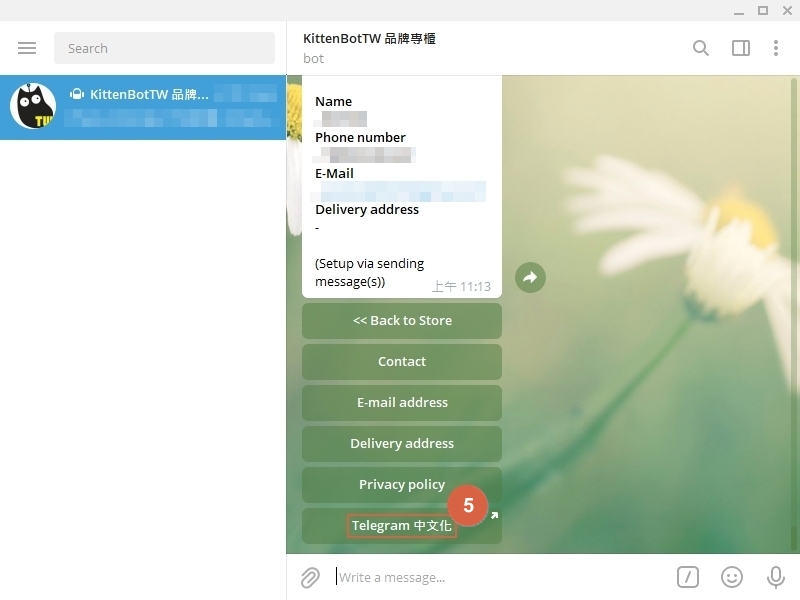 Search
KittenBotTW 品牌專櫃
bot
KittenBotTW 品牌...
TW
Name
Phone number
E-Mail
Delivery address
-
(Setup via sending
message(s))
上午 11:13
<< Back to Store
Contact
E-mail address
Delivery address
Privacy policy
5
Telegram 中文化
Write a message...